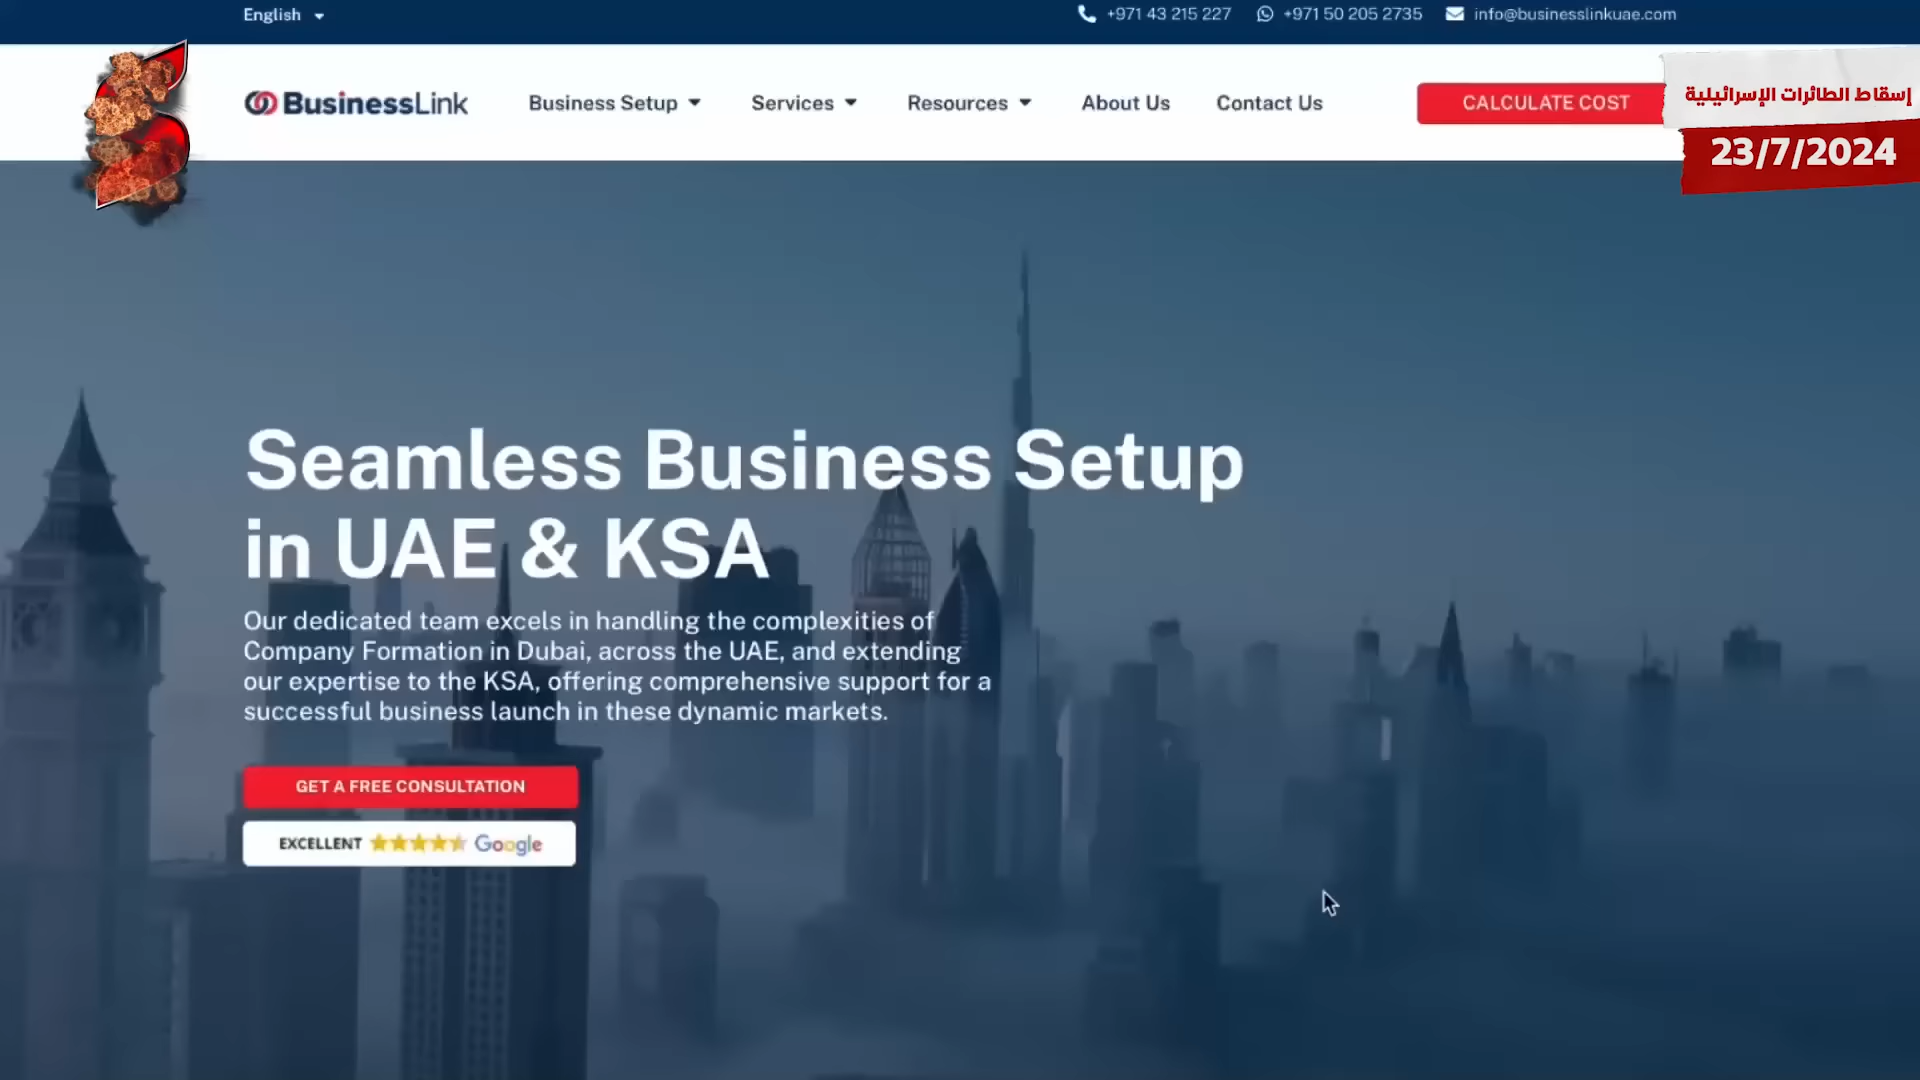 English
+971 43 215 227
+971 50 205 2735
info@businesslinkuae.com
BusinessLink
Business Setup
Services
Resources
About Us
Contact Us
CALCULATE COST
إسقاط الطائرات الإسرائيلية
23/7/2024
Seamless Business Setup
in UAE & KSA
Our dedicated team excels in handling the complexities of
Company Formation in Dubai, across the UAE, and extending
our expertise to the KSA, offering comprehensive support for a
successful business launch in these dynamic markets.
GET A FREE CONSULTATION
EXCELLENT Google